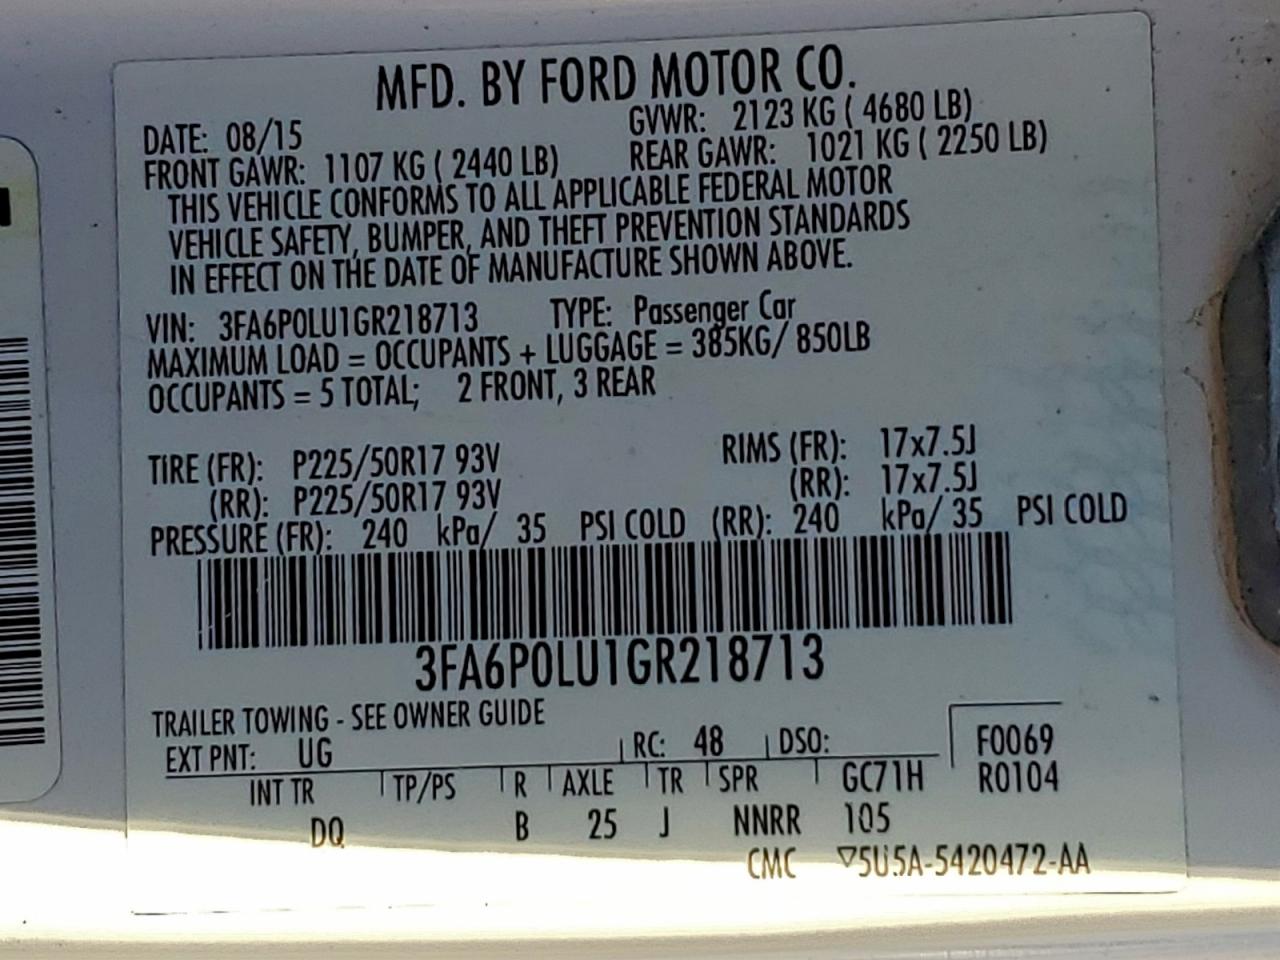 MFD. BY FORD MOTOR CO.
DATE: 08/15 GVWR: 2123 KG ( 4680 LB)
FRONT GAWR: 1107 KG ( 2440 LB) REAR GAWR: 1021 KG ( 2250 LB)
THIS VEHICLE CONFORMS TO ALL APPLICABLE FEDERAL MOTOR
VEHICLE SAFETY, BUMPER, AND THEFT PREVENTION STANDARDS
IN EFFECT ON THE DATE OF MANUFACTURE SHOWN ABOVE.
VIN: 3FA6P0LU1GR218713 TYPE: Passenger Car
MAXIMUM LOAD = OCCUPANTS + LUGGAGE = 385KG/ 850LB
OCCUPANTS = 5 TOTAL; 2 FRONT, 3 REAR
TIRE (FR): P225/50R17 93V RIMS (FR): 17x7.5J
(RR): P225/50R17 93V (RR): 17x7.5J
PRESSURE (FR): 240 kPa/ 35 PSI COLD (RR): 240 kPa/ 35 PSI COLD
3FA6P0LU1GR218713
TRAILER TOWING - SEE OWNER GUIDE
EXT PNT: UG RC: 48 DSO: F0069
INT TR TP/PS R AXLE TR SPR GC71H R0104
DQ B 25 J NNRR 105
CMC ▽5U5A-5420472-AA